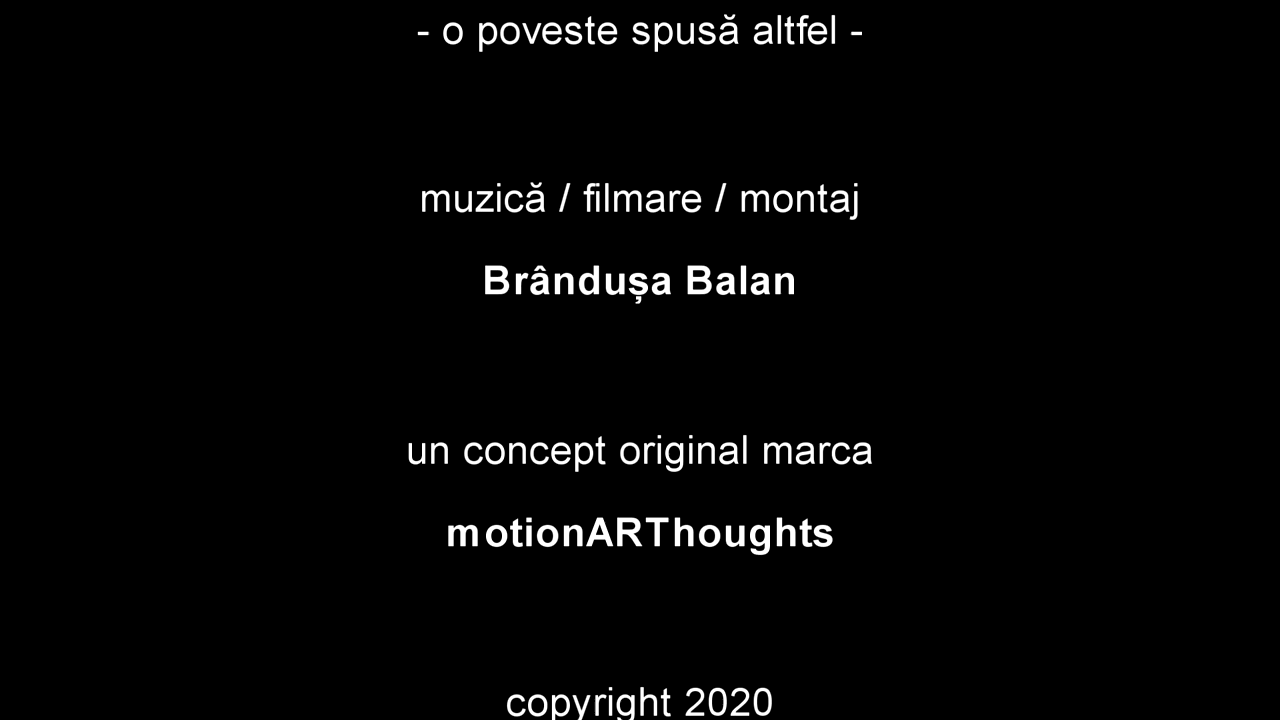 - o poveste spusă altfel -
muzică / filmare / montaj
Brândușa Balan
un concept original marca
motionARThoughts
copyright 2020